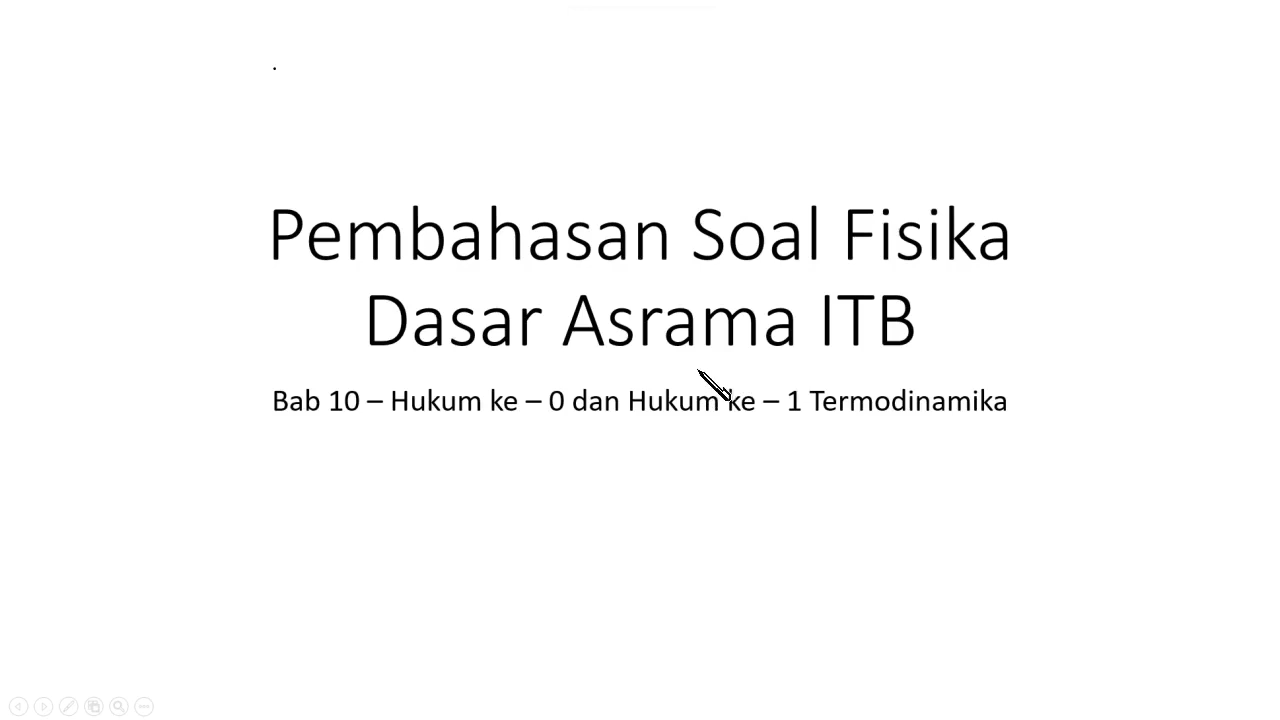 Pembahasan Soal Fisika
Dasar Asrama ITB
Bab 10 – Hukum ke – 0 dan Hukum ke – 1 Termodinamika